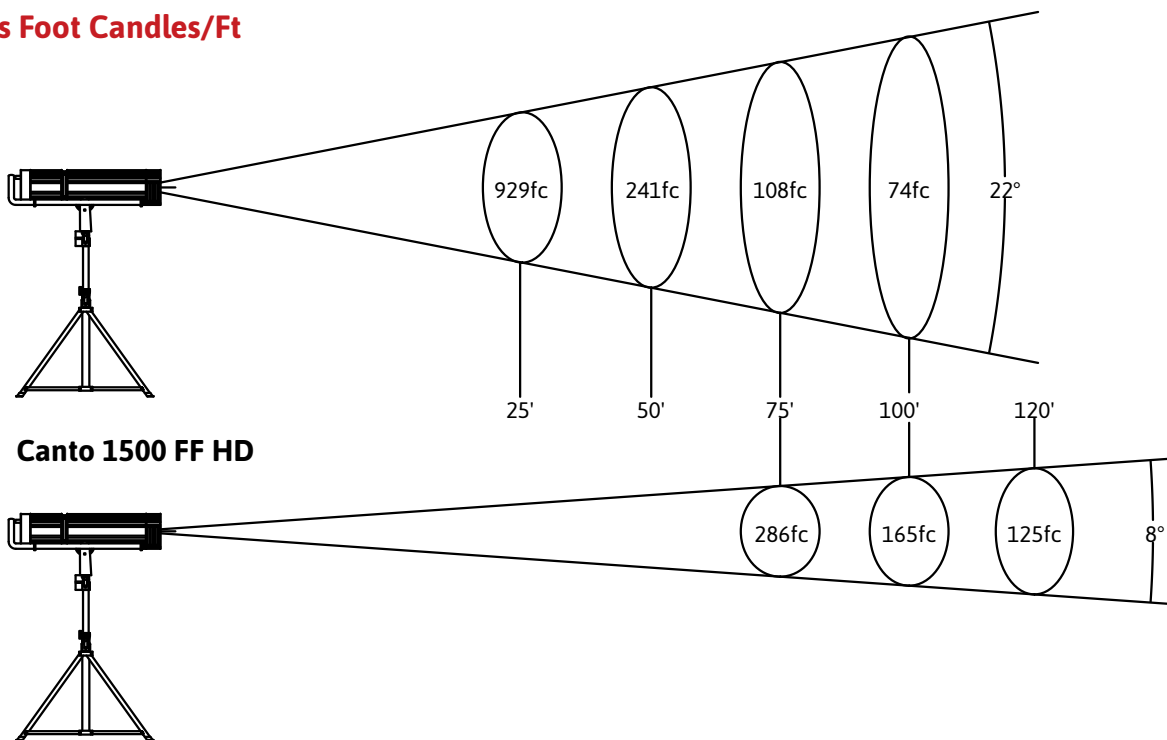 s Foot Candles/Ft
929fc 241fc 108fc 74fc 22°
25' 50' 75' 100' 120'
Canto 1500 FF HD
286fc 165fc 125fc 8°